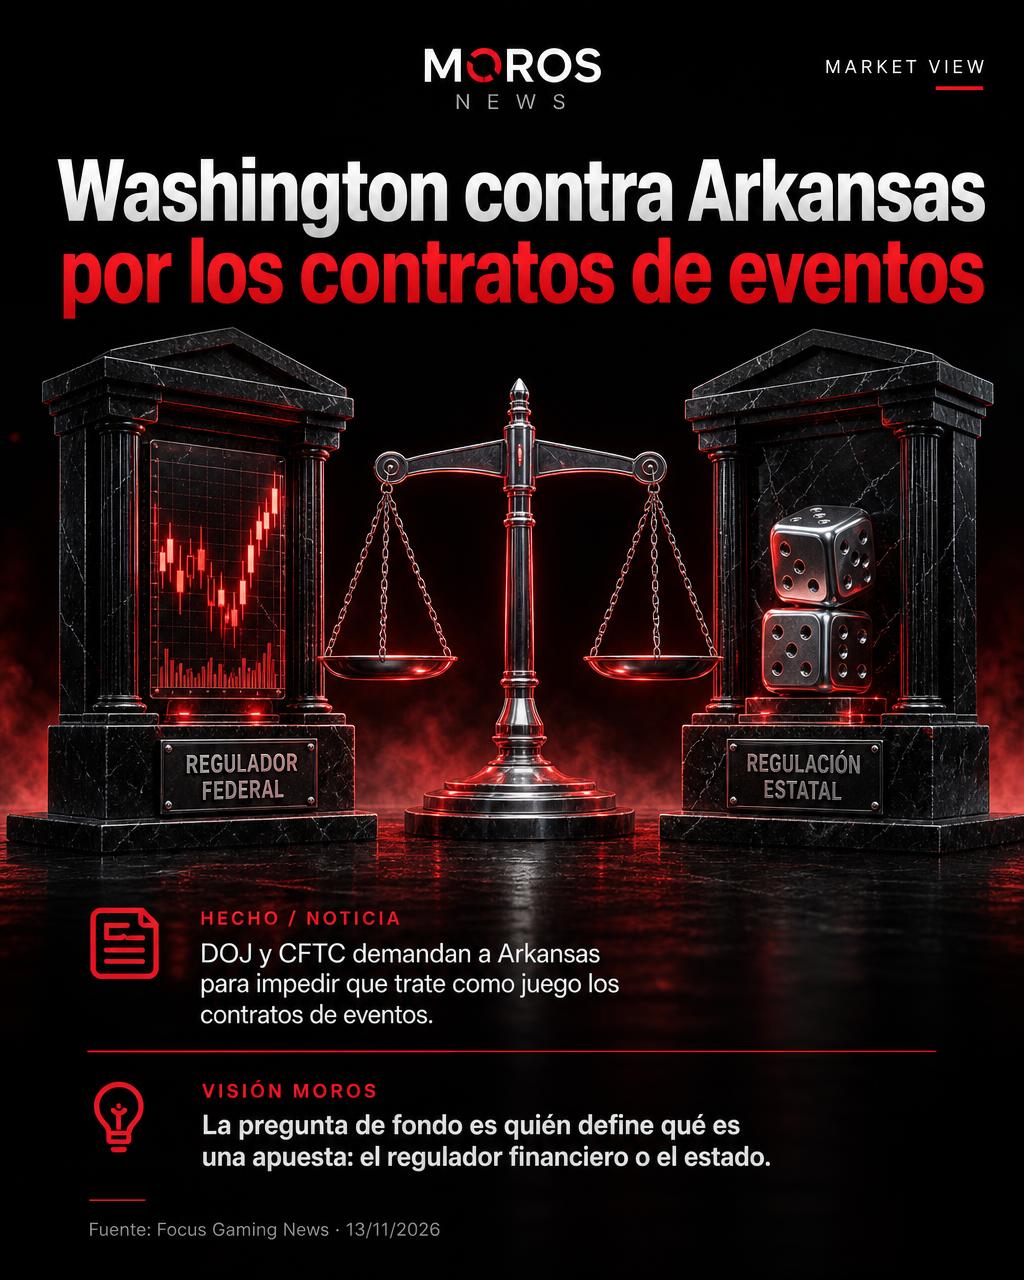 MOROS
NEWS
MARKET VIEW
Washington contra Arkansas
por los contratos de eventos
REGULADOR
FEDERAL
REGULACIÓN
ESTATAL
HECHO / NOTICIA
DOJ y CFTC demandan a Arkansas
para impedir que trate como juego los
contratos de eventos.
VISIÓN MOROS
La pregunta de fondo es quién define qué es
una apuesta: el regulador financiero o el estado.
Fuente: Focus Gaming News · 13/11/2026